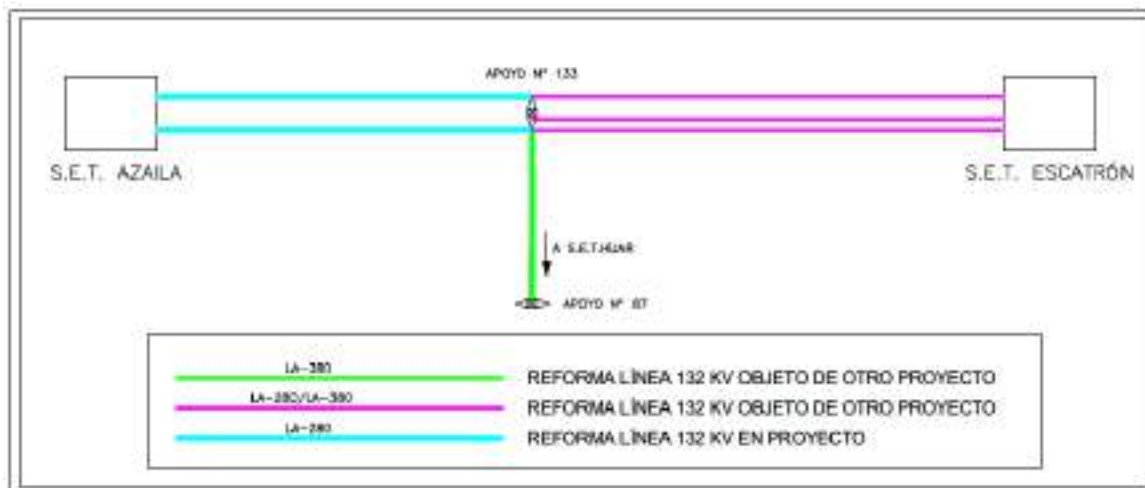 APOYO Nº 133
S.E.T. AZAILA
S.E.T. ESCATRÓN
A S.E.T.HIJAR
APOYO Nº 87
LA-380
REFORMA LÍNEA 132 KV OBJETO DE OTRO PROYECTO
LA-280/LA-380
REFORMA LÍNEA 132 KV OBJETO DE OTRO PROYECTO
LA-280
REFORMA LÍNEA 132 KV EN PROYECTO